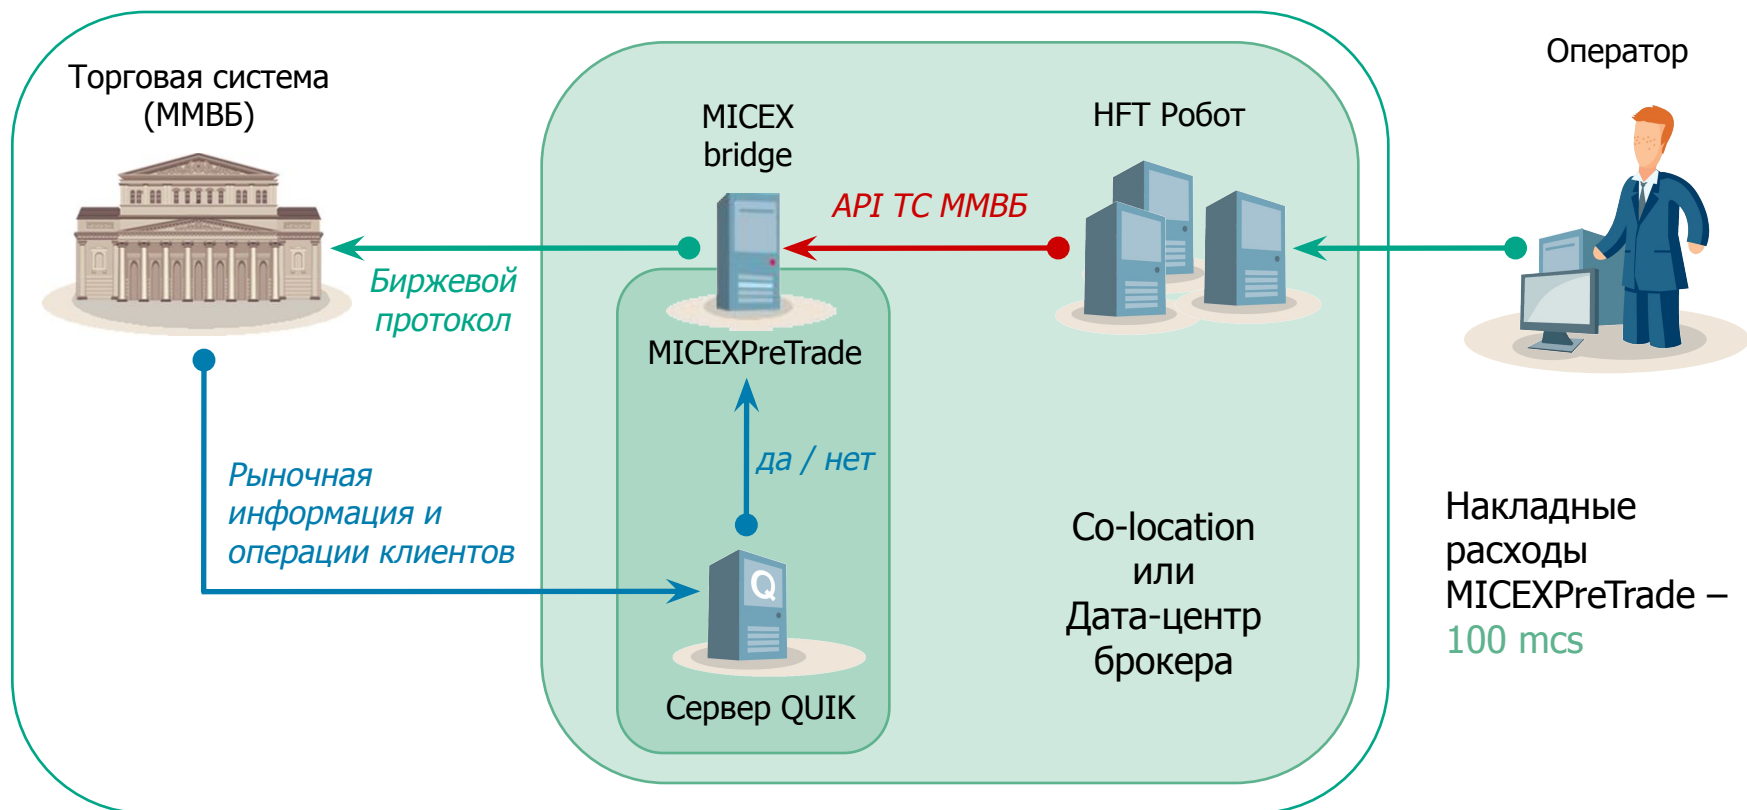 Торговая система
(ММВБ)
MICEX
bridge
HFT Робот
Оператор
API ТС ММВБ
Биржевой
протокол
MICEXPreTrade
да / нет
Рыночная
информация и
операции клиентов
Q
Сервер QUIK
Co-location
или
Дата-центр
брокера
Накладные
расходы
MICEXPreTrade –
100 mcs